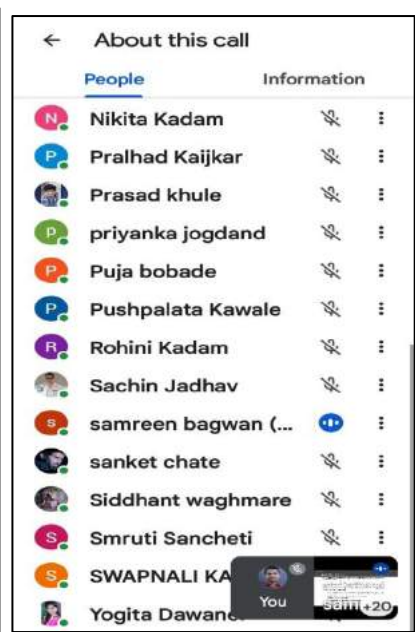 ← About this call
People Information
N Nikita Kadam
P Pralhad Kaijkar
Prasad khule
P priyanka jogdand
P Puja bobade
P Pushpalata Kawale
R Rohini Kadam
Sachin Jadhav
s samreen bagwan (...
sanket chate
Siddhant waghmare
S Smruti Sancheti
S SWAPNALI KA
Yogita Dawan
You sam +20